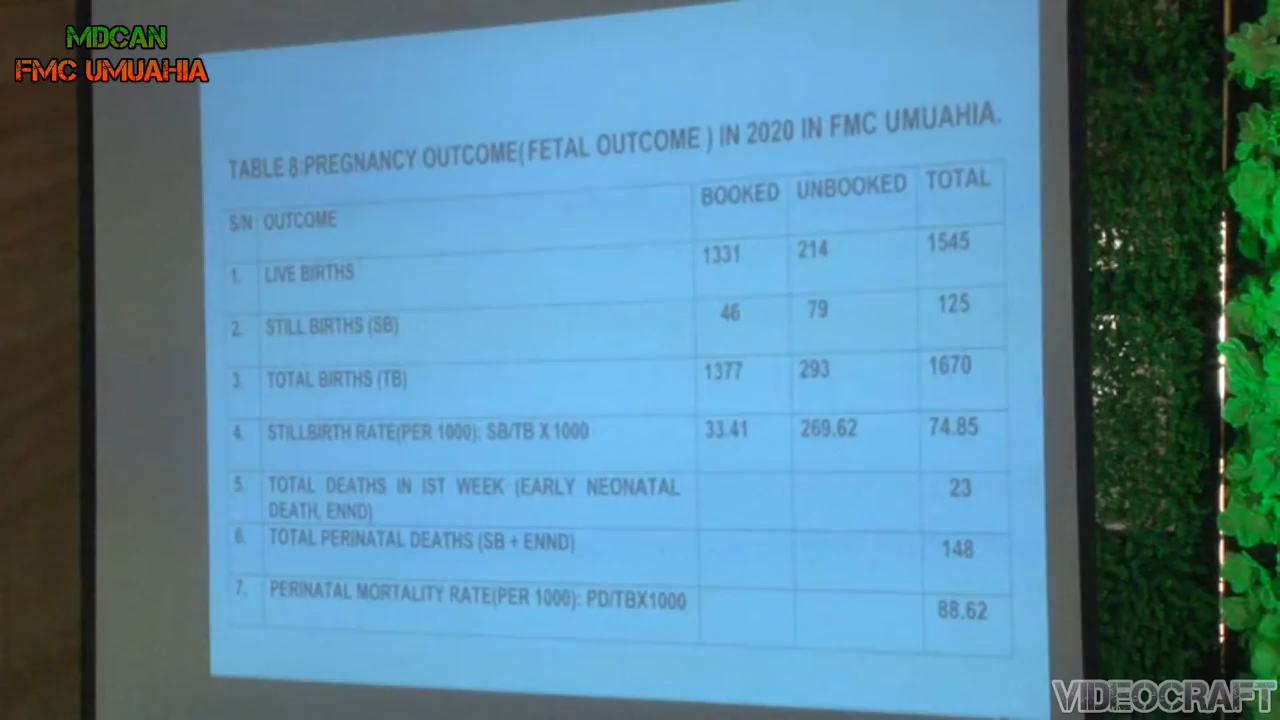 MDCAN
FMC UMUAHIA
TABLE 8:PREGNANCY OUTCOME( FETAL OUTCOME ) IN 2020 IN FMC UMUAHIA.
S/N OUTCOME BOOKED UNBOOKED TOTAL
1. LIVE BIRTHS 1331 214 1545
2. STILL BIRTHS (SB) 46 79 125
3. TOTAL BIRTHS (TB) 1377 293 1670
4. STILLBIRTH RATE(PER 1000): SB/TB X 1000 33.41 269.62 74.85
5. TOTAL DEATHS IN IST WEEK (EARLY NEONATAL 23
DEATH, ENND)
6. TOTAL PERINATAL DEATHS (SB + ENND) 148
7. PERINATAL MORTALITY RATE(PER 1000): PD/TBX1000 88.62
VIDEOCRAFT